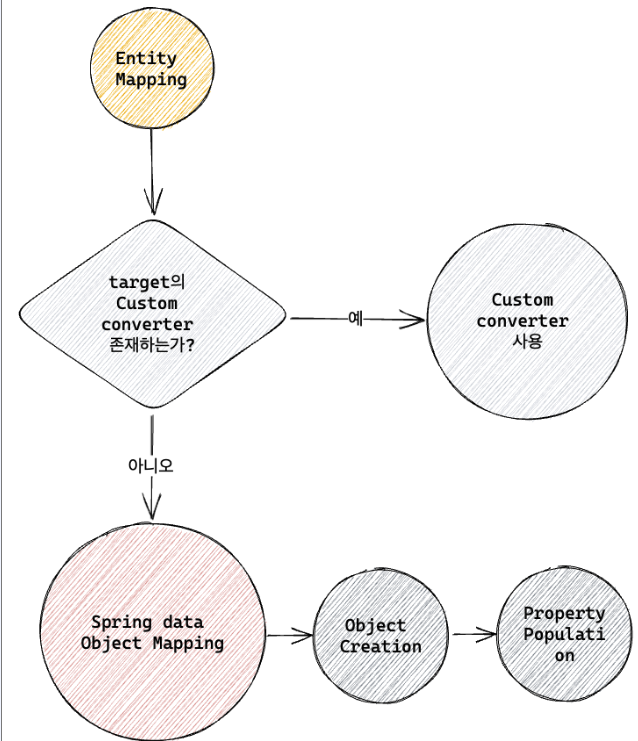 Entity
Mapping
target의
Custom
converter
존재하는가?
예
Custom
converter
사용
아니오
Spring data
Object Mapping
Object
Creation
Property
Populati
on